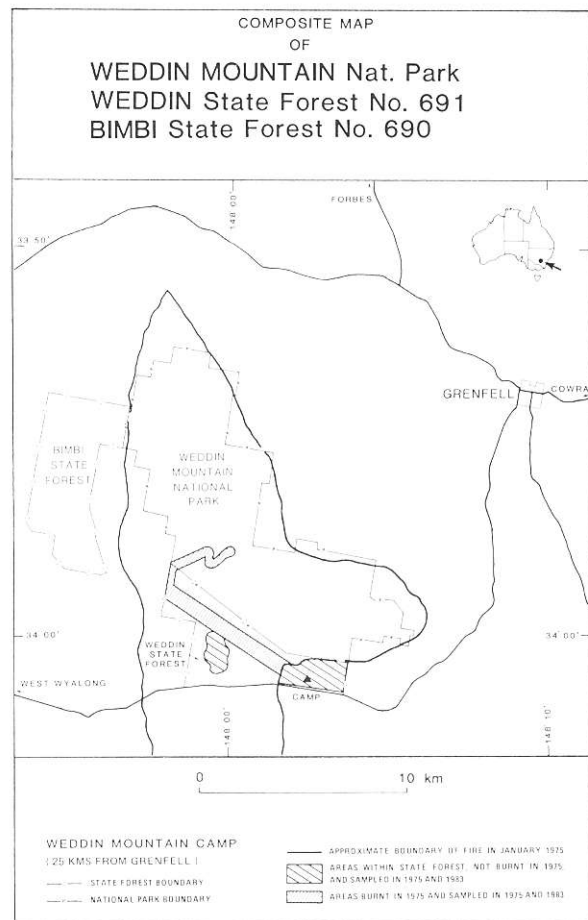 COMPOSITE MAP
OF
WEDDIN MOUNTAIN Nat. Park
WEDDIN State Forest No. 691
BIMBI State Forest No. 690
148 00'
FORBES
33 50'
GRENFELL
COWRA
BIMBI
STATE
FOREST
WEDDIN
MOUNTAIN
NATIONAL
PARK
34 00'
34 00'
WEDDIN
STATE
FOREST
WEST WYALONG
CAMP
148 00'
148 10'
0 10 km
WEDDIN MOUNTAIN CAMP
(25 KMS FROM GRENFELL)
STATE FOREST BOUNDARY
NATIONAL PARK BOUNDARY
APPROXIMATE BOUNDARY OF FIRE IN JANUARY 1975
AREAS WITHIN STATE FOREST, NOT BURNT IN 1975
AND SAMPLED IN 1975 AND 1983
AREAS BURNT IN 1975 AND SAMPLED IN 1975 AND 1983